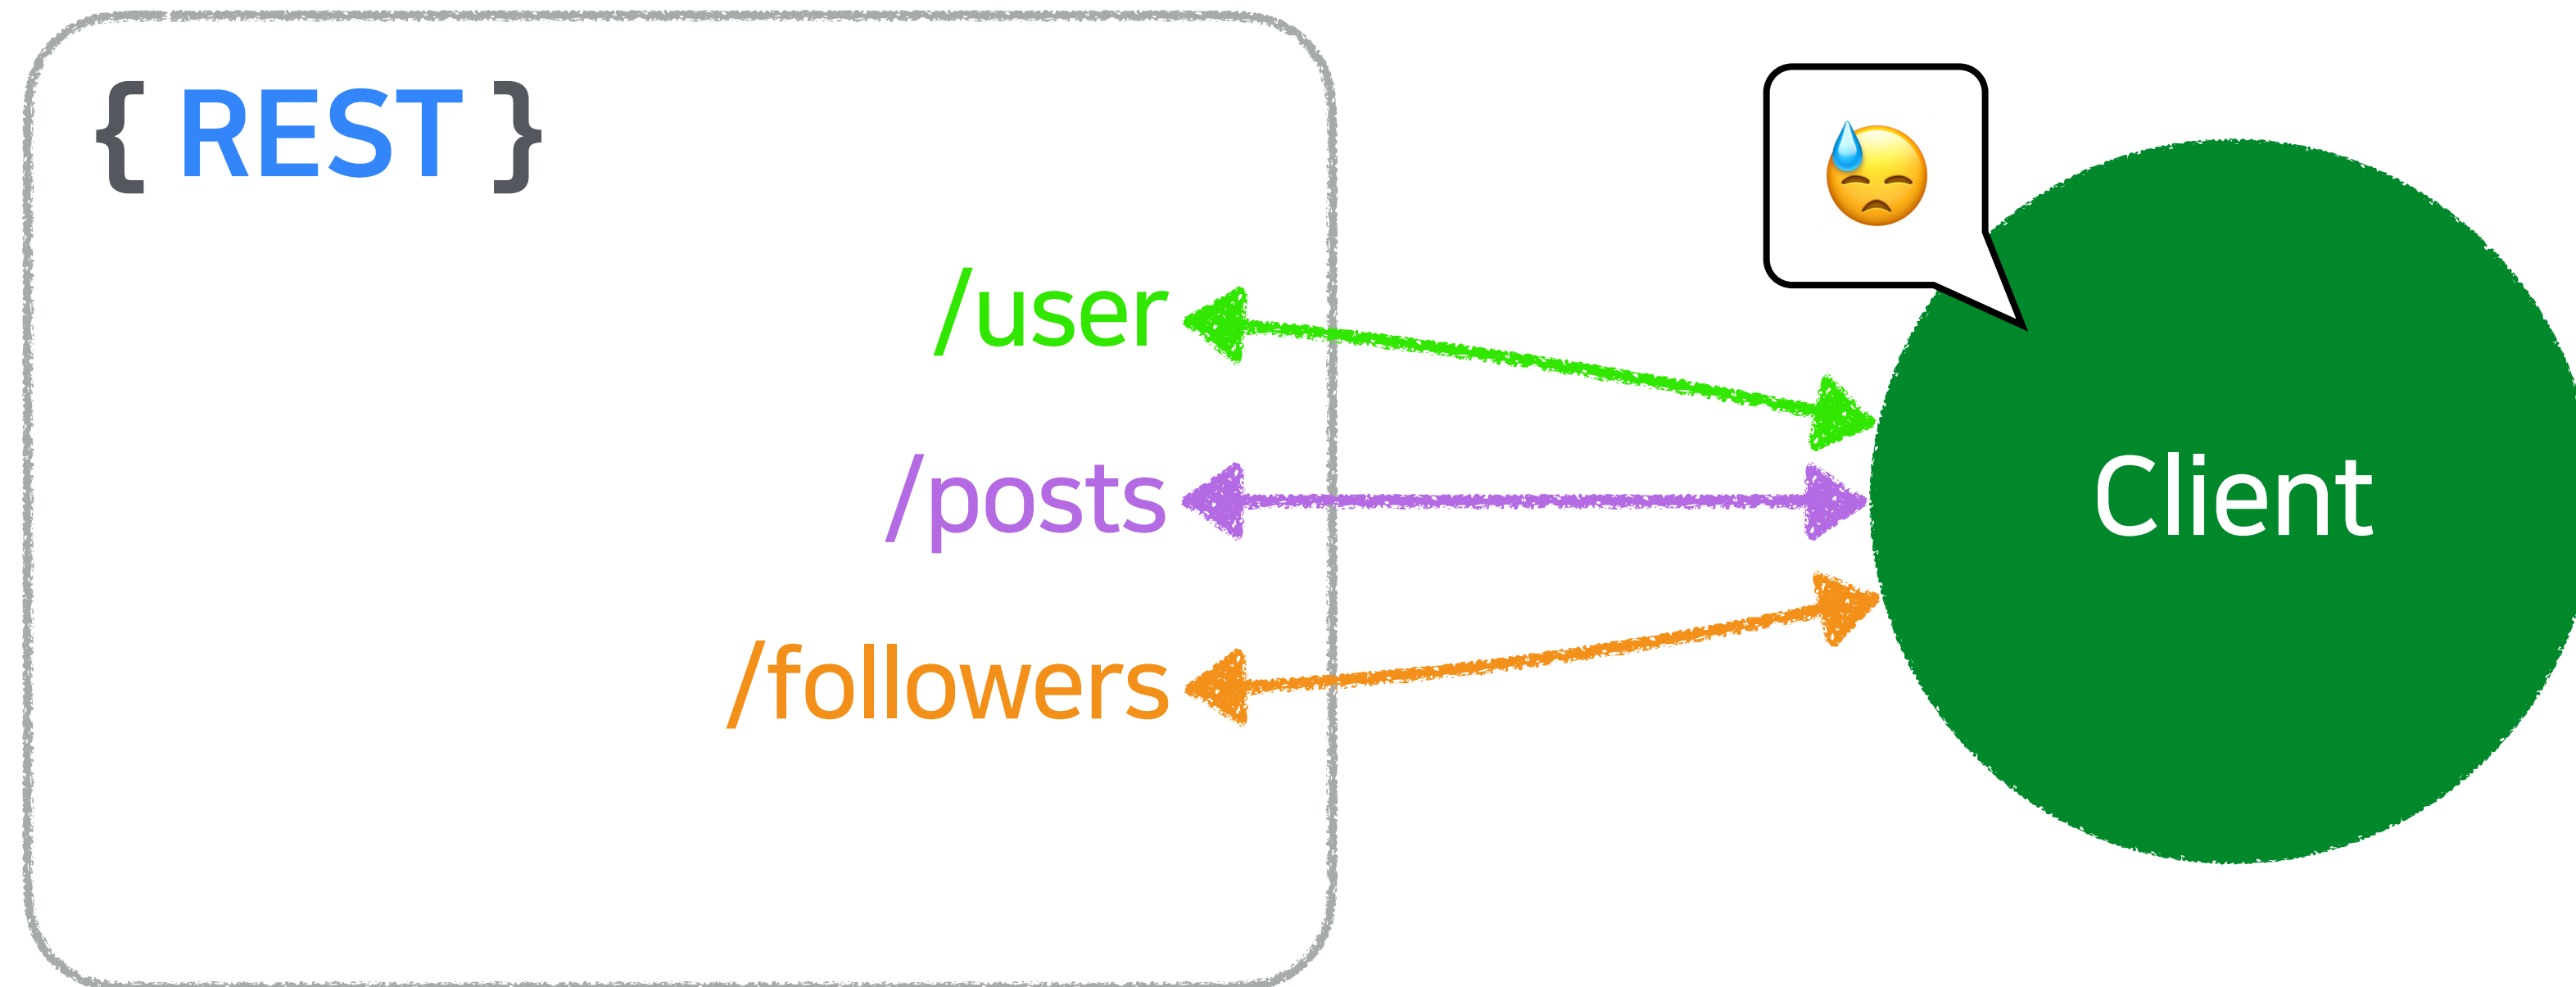 { REST }
/user
/posts
/followers
Client